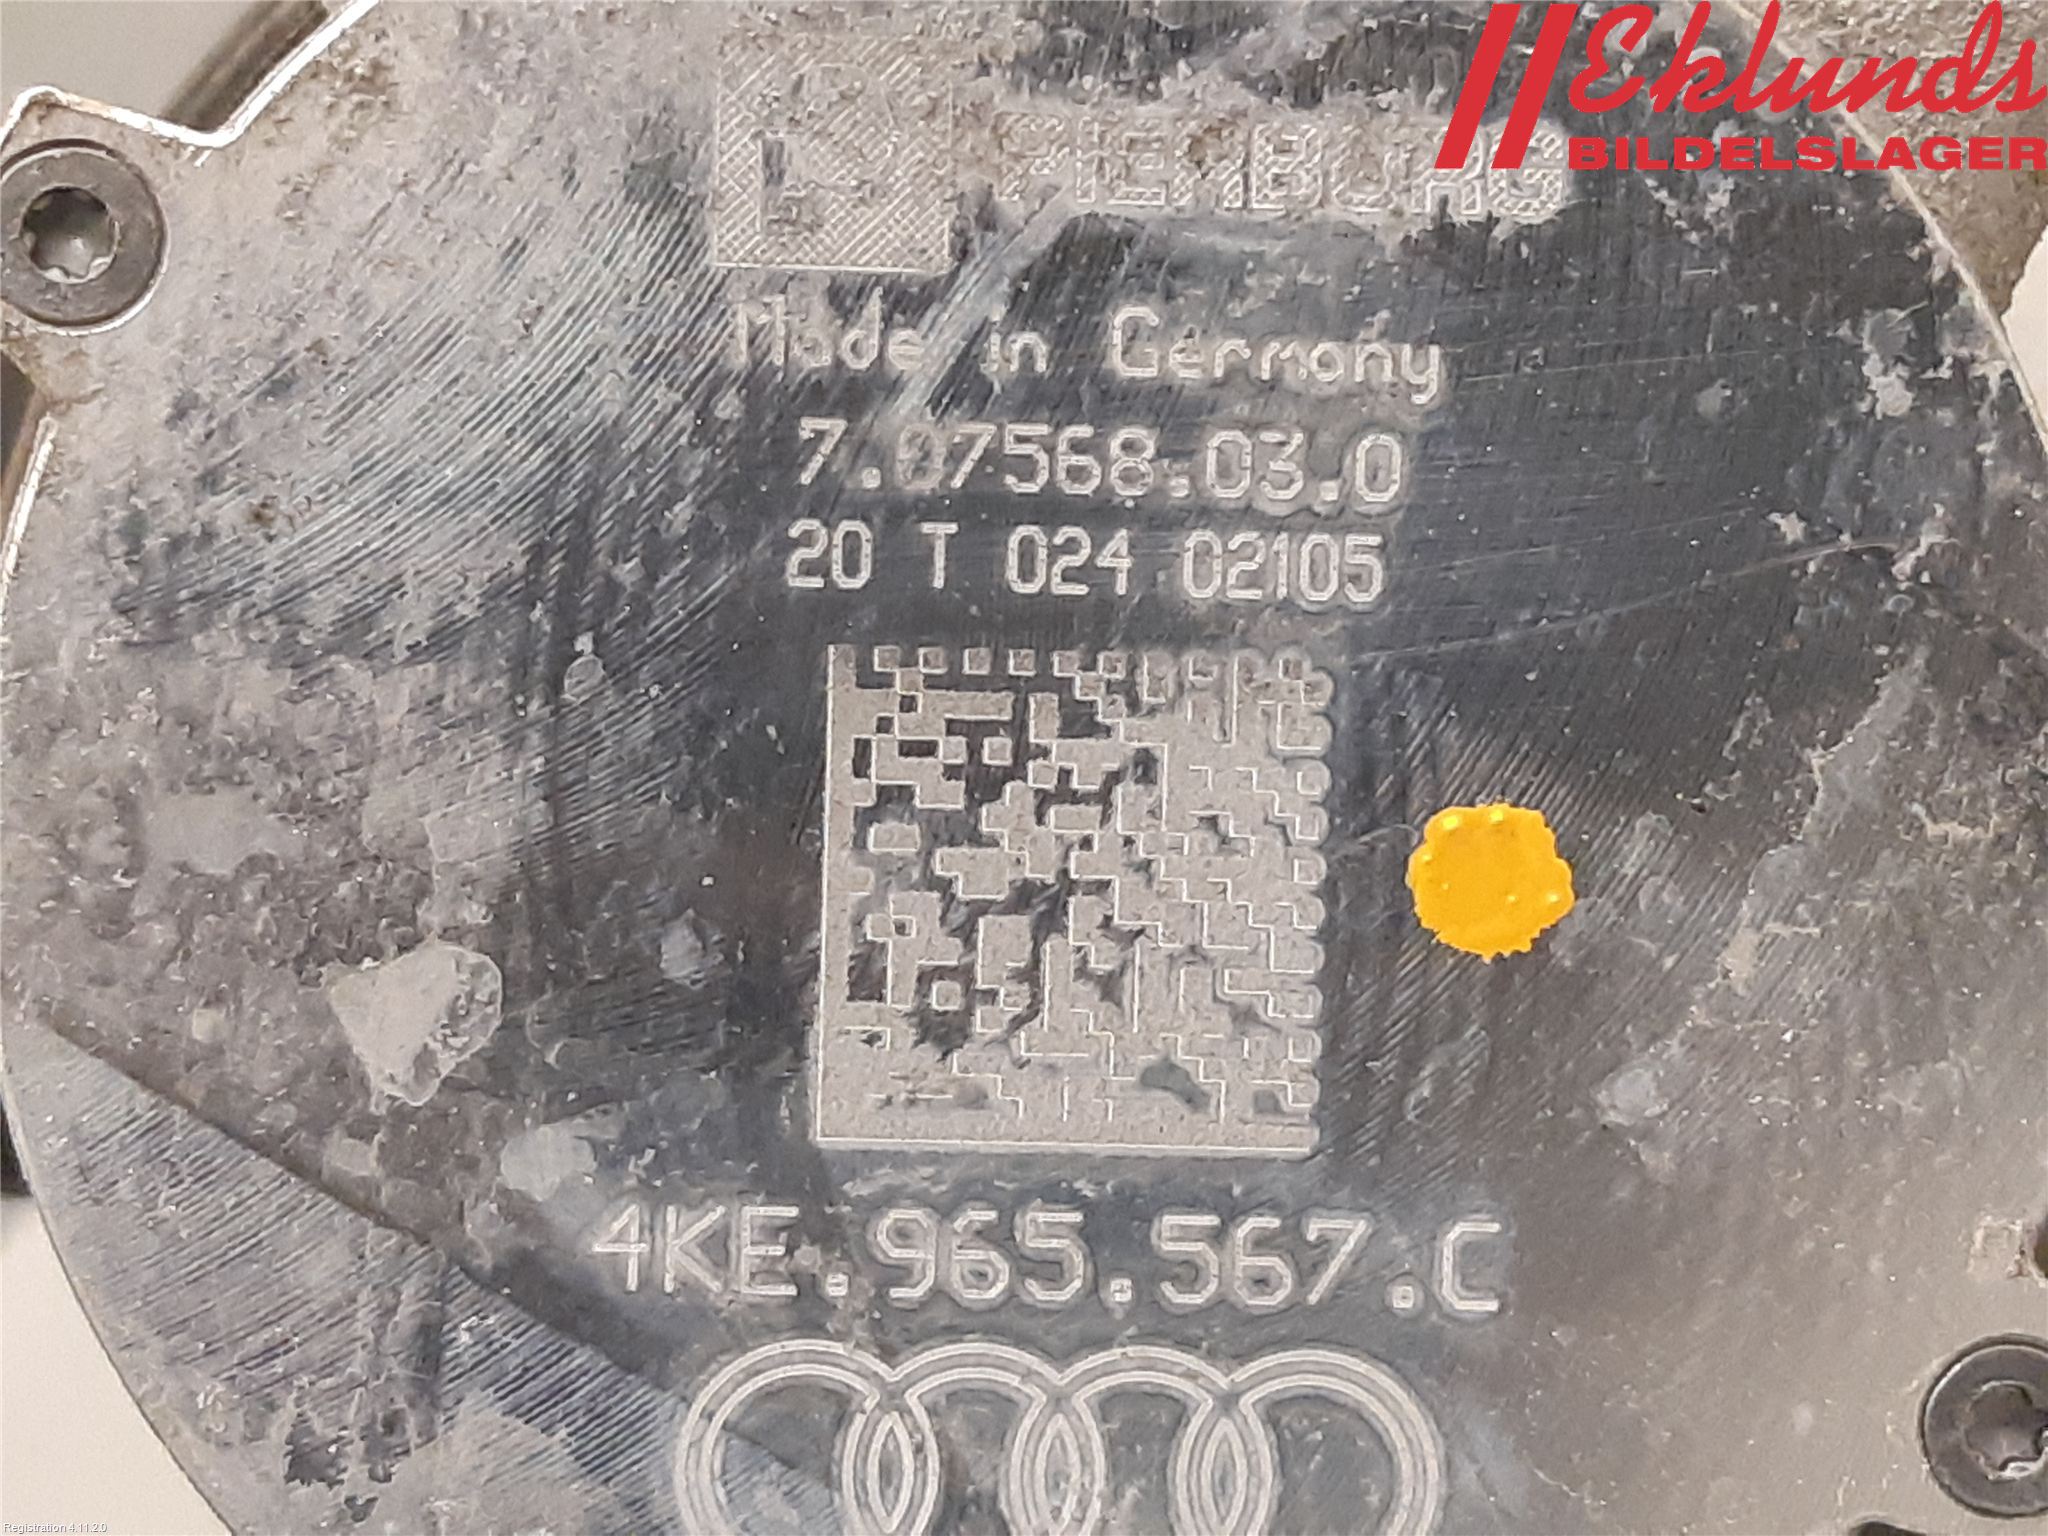 Eklunds
BILDELSLAGER
PIERBURG
Made in Germany
7.07568.03.0
20 T 024 02105
4KE.965.567.C
Registration 4.11.2.0